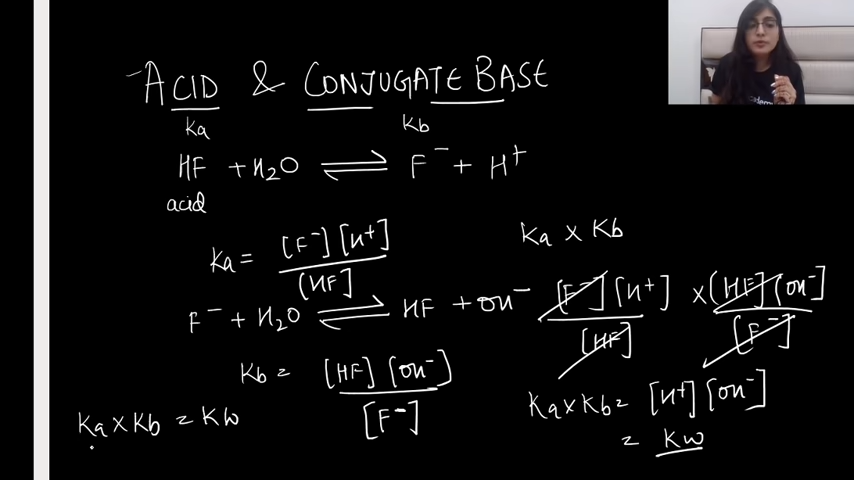 ACID & CONJUGATE BASE
Ka Kb
HF + H2O ⇌ F⁻ + H⁺
acid
Ka = [F⁻][H⁺] / [HF]
Ka x Kb
F⁻ + H2O ⇌ HF + OH⁻
[F⁻][H⁺] / [HF] x [HF][OH⁻] / [F⁻]
Kb = [HF][OH⁻] / [F⁻]
Ka x Kb = [H⁺][OH⁻]
Ka x Kb = Kw
= Kw